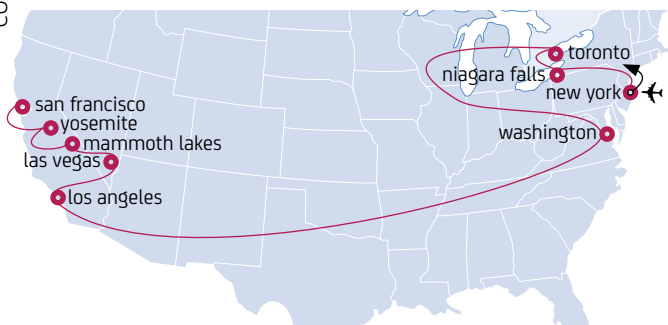 toronto
niagara falls
new york
san francisco
yosemite
washington
mammoth lakes
las vegas
los angeles